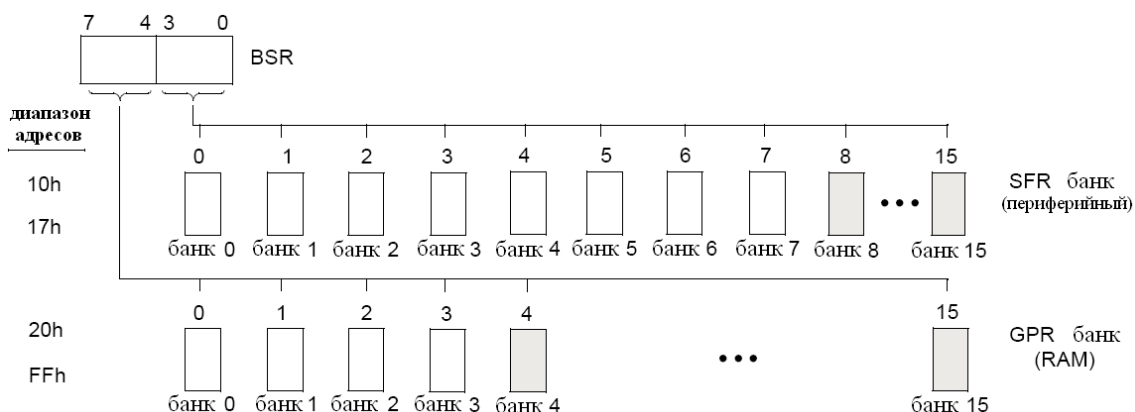 7 4 3 0
BSR
диапазон
адресов
0 1 2 3 4 5 6 7 8 15
10h
17h
SFR банк
(периферийный)
банк 0 банк 1 банк 2 банк 3 банк 4 банк 5 банк 6 банк 7 банк 8 банк 15
0 1 2 3 4 15
20h
FFh
GPR банк
(RAM)
банк 0 банк 1 банк 2 банк 3 банк 4 банк 15